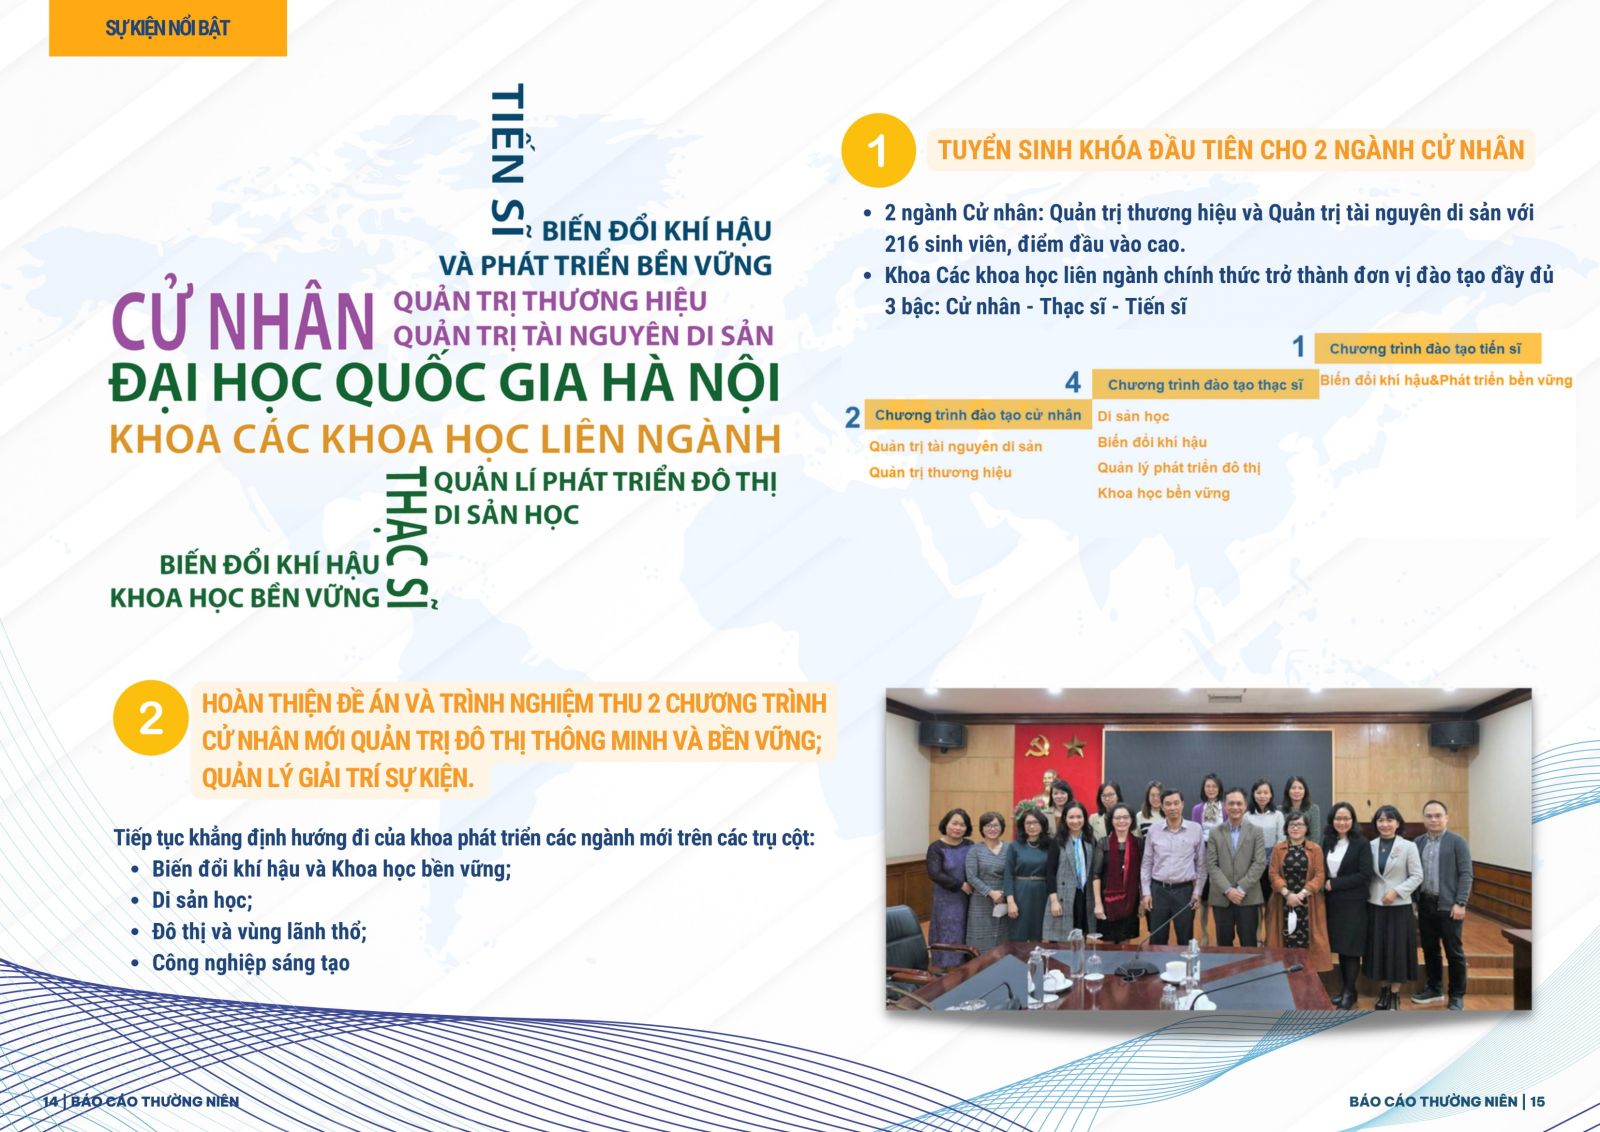 SỰ KIỆN NỔI BẬT
TIẾN SĨ
BIẾN ĐỔI KHÍ HẬU
VÀ PHÁT TRIỂN BỀN VỮNG
CỬ NHÂN
QUẢN TRỊ THƯƠNG HIỆU
QUẢN TRỊ TÀI NGUYÊN DI SẢN
ĐẠI HỌC QUỐC GIA HÀ NỘI
KHOA CÁC KHOA HỌC LIÊN NGÀNH
THẠC SĨ
QUẢN LÍ PHÁT TRIỂN ĐÔ THỊ
DI SẢN HỌC
BIẾN ĐỔI KHÍ HẬU
KHOA HỌC BỀN VỮNG
1
TUYỂN SINH KHÓA ĐẦU TIÊN CHO 2 NGÀNH CỬ NHÂN
• 2 ngành Cử nhân: Quản trị thương hiệu và Quản trị tài nguyên di sản với
216 sinh viên, điểm đầu vào cao.
• Khoa Các khoa học liên ngành chính thức trở thành đơn vị đào tạo đầy đủ
3 bậc: Cử nhân - Thạc sĩ - Tiến sĩ
1 Chương trình đào tạo tiến sĩ
Biến đổi khí hậu&Phát triển bền vững
4 Chương trình đào tạo thạc sĩ
Di sản học
Biến đổi khí hậu
Quản lý phát triển đô thị
Khoa học bền vững
2 Chương trình đào tạo cử nhân
Quản trị tài nguyên di sản
Quản trị thương hiệu
2
HOÀN THIỆN ĐỀ ÁN VÀ TRÌNH NGHIỆM THU 2 CHƯƠNG TRÌNH
CỬ NHÂN MỚI QUẢN TRỊ ĐÔ THỊ THÔNG MINH VÀ BỀN VỮNG;
QUẢN LÝ GIẢI TRÍ SỰ KIỆN.
Tiếp tục khẳng định hướng đi của khoa phát triển các ngành mới trên các trụ cột:
• Biến đổi khí hậu và Khoa học bền vững;
• Di sản học;
• Đô thị và vùng lãnh thổ;
• Công nghiệp sáng tạo
14 | BÁO CÁO THƯỜNG NIÊN
BÁO CÁO THƯỜNG NIÊN | 15